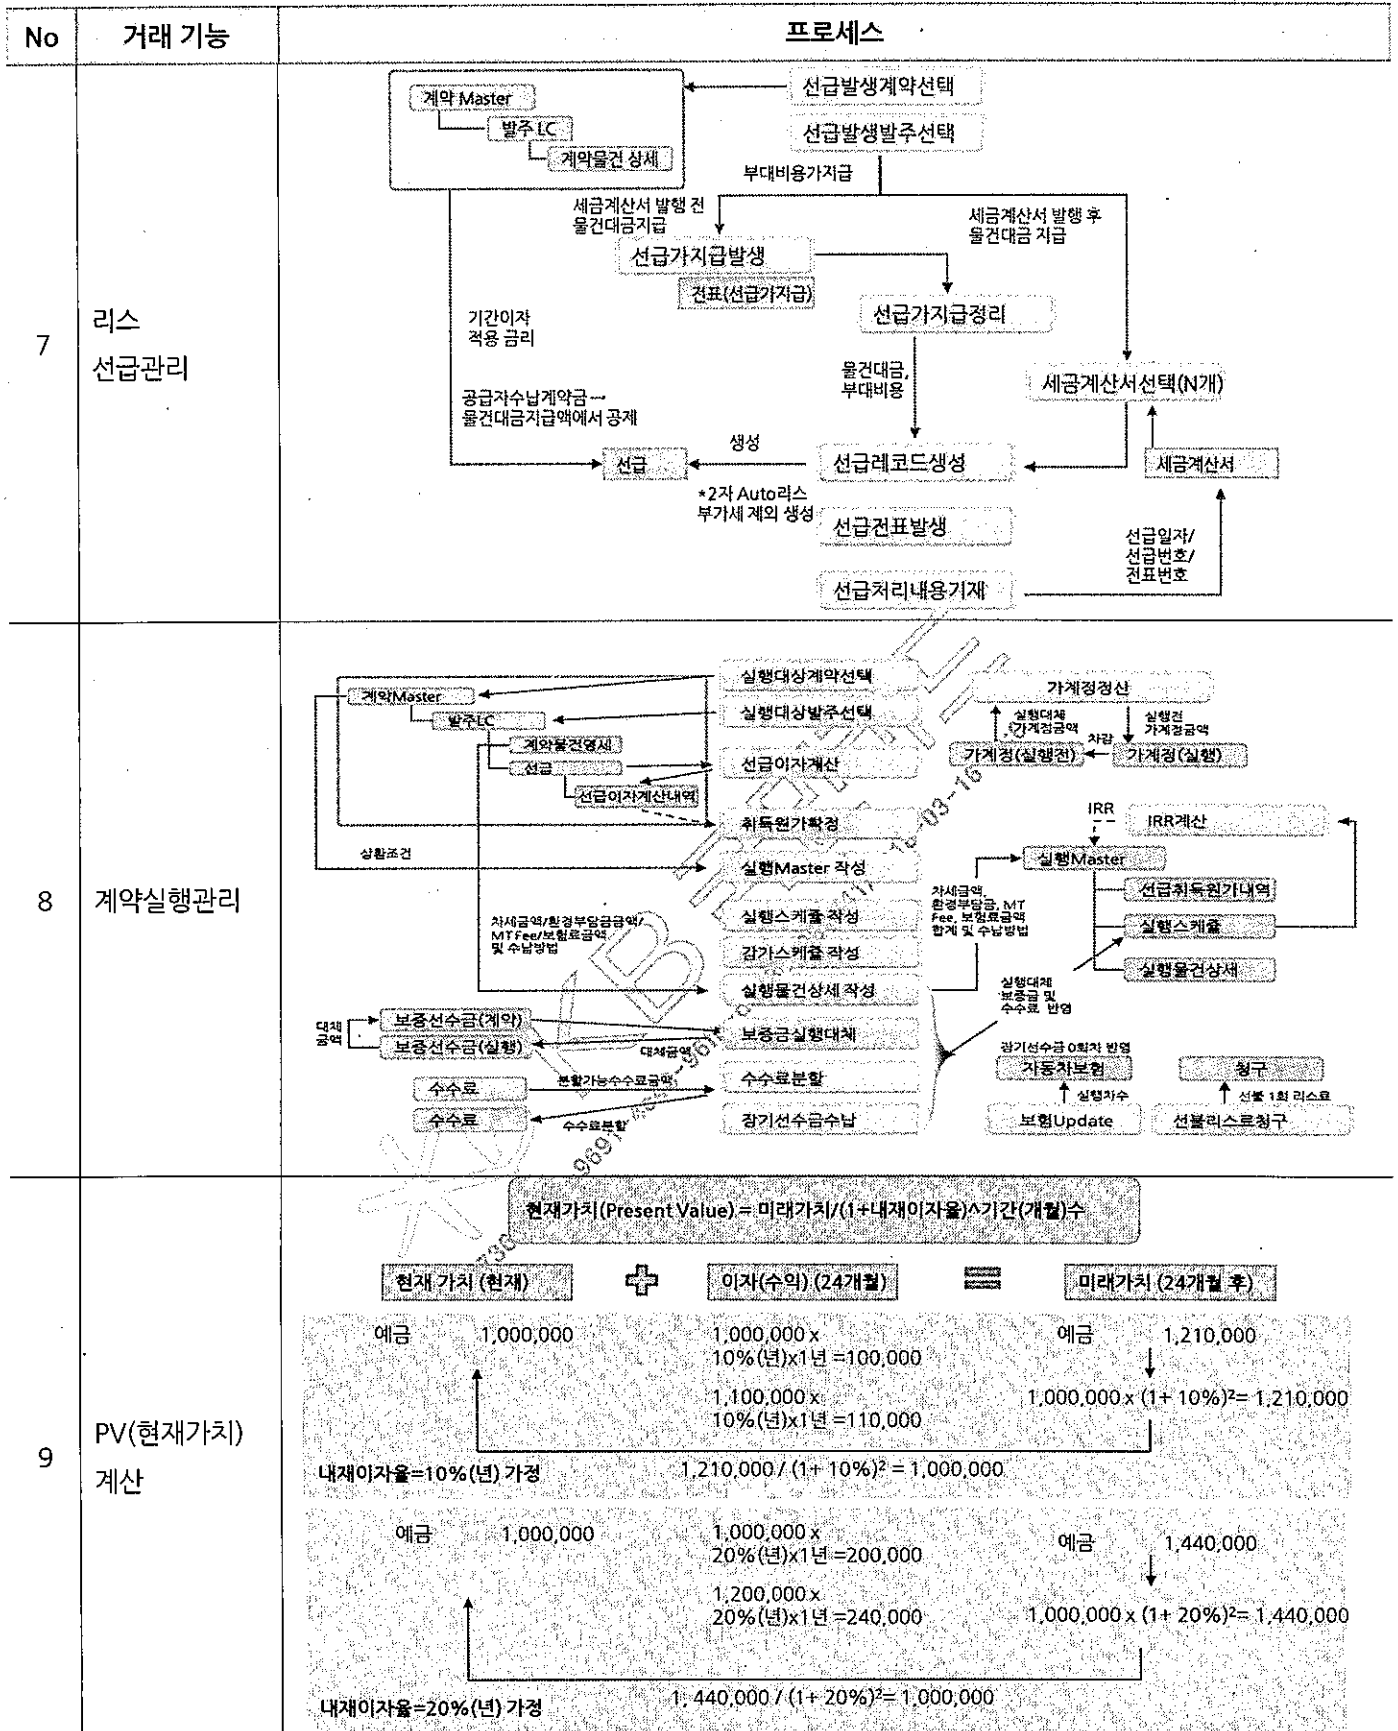 No
거래 기능
프로세스
7
리스
선급관리
계약 Master
발주 LC
계약물건 상세
선급발생계약선택
선급발생발주선택
부대비용가지급
세금계산서 발행 전
물건대금지급
세금계산서 발행 후
물건대금 지급
선급가지급발생
전표(선급가지급)
선급가지급정리
기간이자
적용 금리
물건대금,
부대비용
세금계산서선택(N개)
공급자수납계약금→
물건대금지급액에서 공제
생성
선급
선급레코드생성
세금계산서
*2자 Auto리스
부가세 제외 생성
선급전표발생
선급일자/
선급번호/
전표번호
선급처리내용기재
8
계약실행관리
계약Master
발주LC
계약물건명세
선급
선급이자계산내역
상환조건
실행대상계약선택
실행대상발주선택
선급이자계산
취득원가확정
실행Master 작성
실행스케쥴 작성
감가스케쥴 작성
실행물건상세 작성
보증금실행대체
수수료분할
장기선수금수납
가계정정산
실행대체
가계정금액
실행전
가계정금액
가계정(실행전)
차감
가계정(실행)
IRR
IRR계산
실행Master
선급취득원가내역
실행스케쥴
실행물건상세
차세금액/환경부담금금액/
MT Fee/보험료금액
및 수납방법
차세금액,
환경부담금, MT
Fee, 보험료금액
합계 및 수납방법
실행대체
보증금 및
수수료 반영
대체
금액
보증선수금(계약)
보증선수금(실행)
대체금액
수수료
분할가능수수료금액
수수료
수수료분할
장기선수금 0회차 반영
자동차보험
실행차수
보험Update
청구
선불 1회 리스료
선불리스료청구
9
PV(현재가치)
계산
현재가치(Present Value) = 미래가치/(1+내재이자율)^기간(개월)수
현재 가치 (현재)
이자(수익) (24개월)
미래가치 (24개월 후)
예금 1,000,000
1,000,000 x
10%(년)x1년 =100,000
예금 1,210,000
1,100,000 x
10%(년)x1년 =110,000
1,000,000 x (1+ 10%)²= 1,210,000
내재이자율=10%(년) 가정
1,210,000 / (1+ 10%)² = 1,000,000
예금 1,000,000
1,000,000 x
20%(년)x1년 =200,000
예금 1,440,000
1,200,000 x
20%(년)x1년 =240,000
1,000,000 x (1+ 20%)²= 1,440,000
내재이자율=20%(년) 가정
1, 440,000 / (1+ 20%)²= 1,000,000